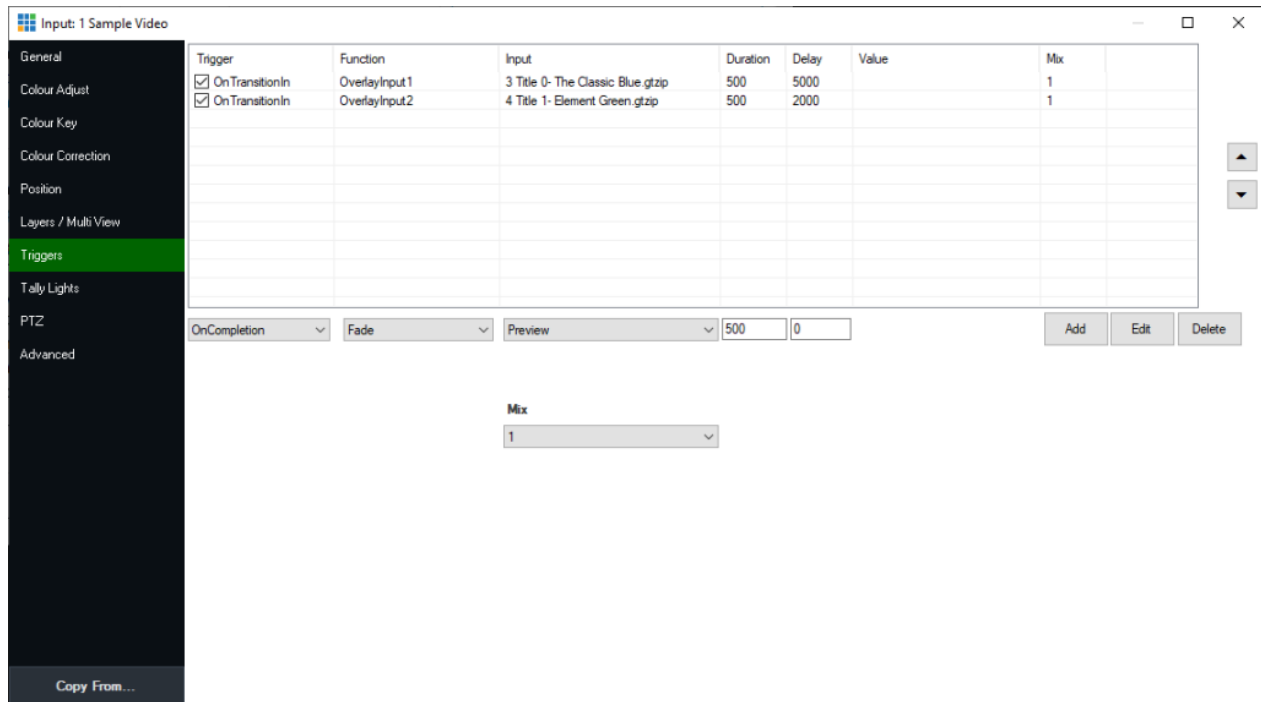 Input: 1 Sample Video
General
Colour Adjust
Colour Key
Colour Correction
Position
Layers / Multi View
Triggers
Tally Lights
PTZ
Advanced
Copy From...
Trigger Function Input Duration Delay Value Mix
OnTransitionIn OverlayInput1 3 Title 0- The Classic Blue.gtzip 500 5000 1
OnTransitionIn OverlayInput2 4 Title 1- Element Green.gtzip 500 2000 1
OnCompletion Fade Preview 500 0 Add Edit Delete
Mix
1